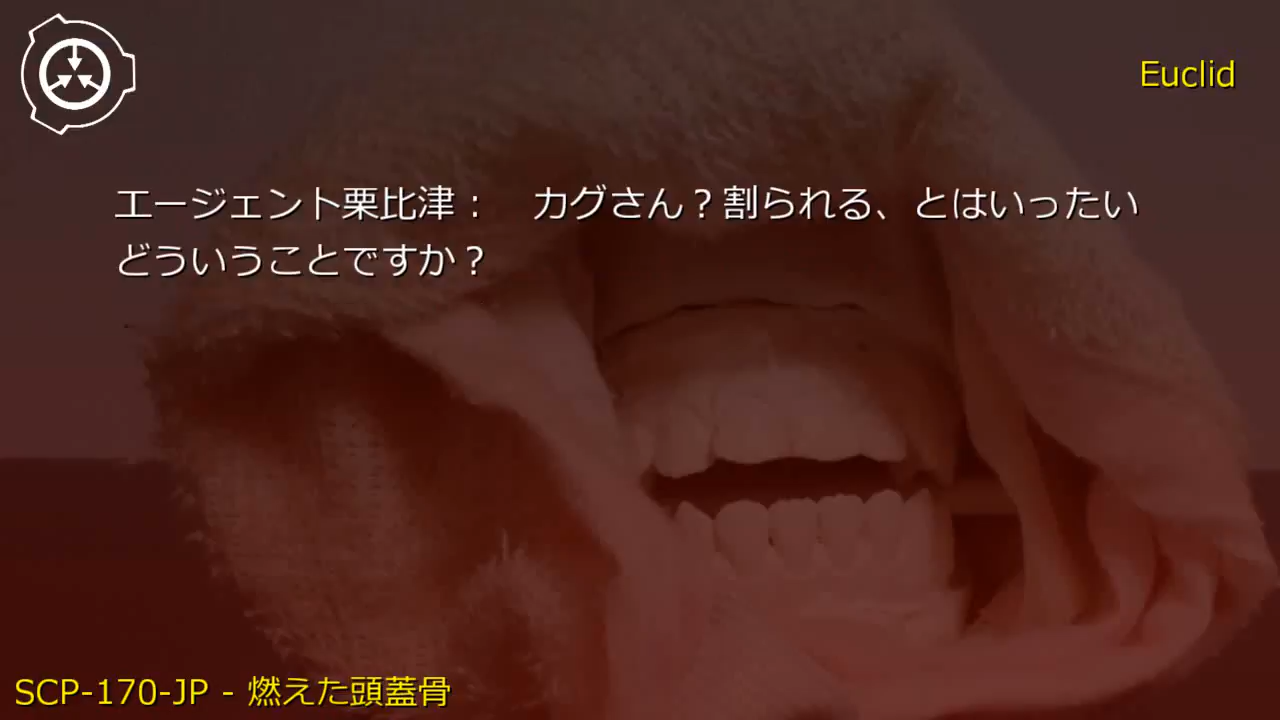 Euclid
エージェント栗比津：　カグさん？割られる、とはいったい
どういうことですか？
SCP-170-JP - 燃えた頭蓋骨